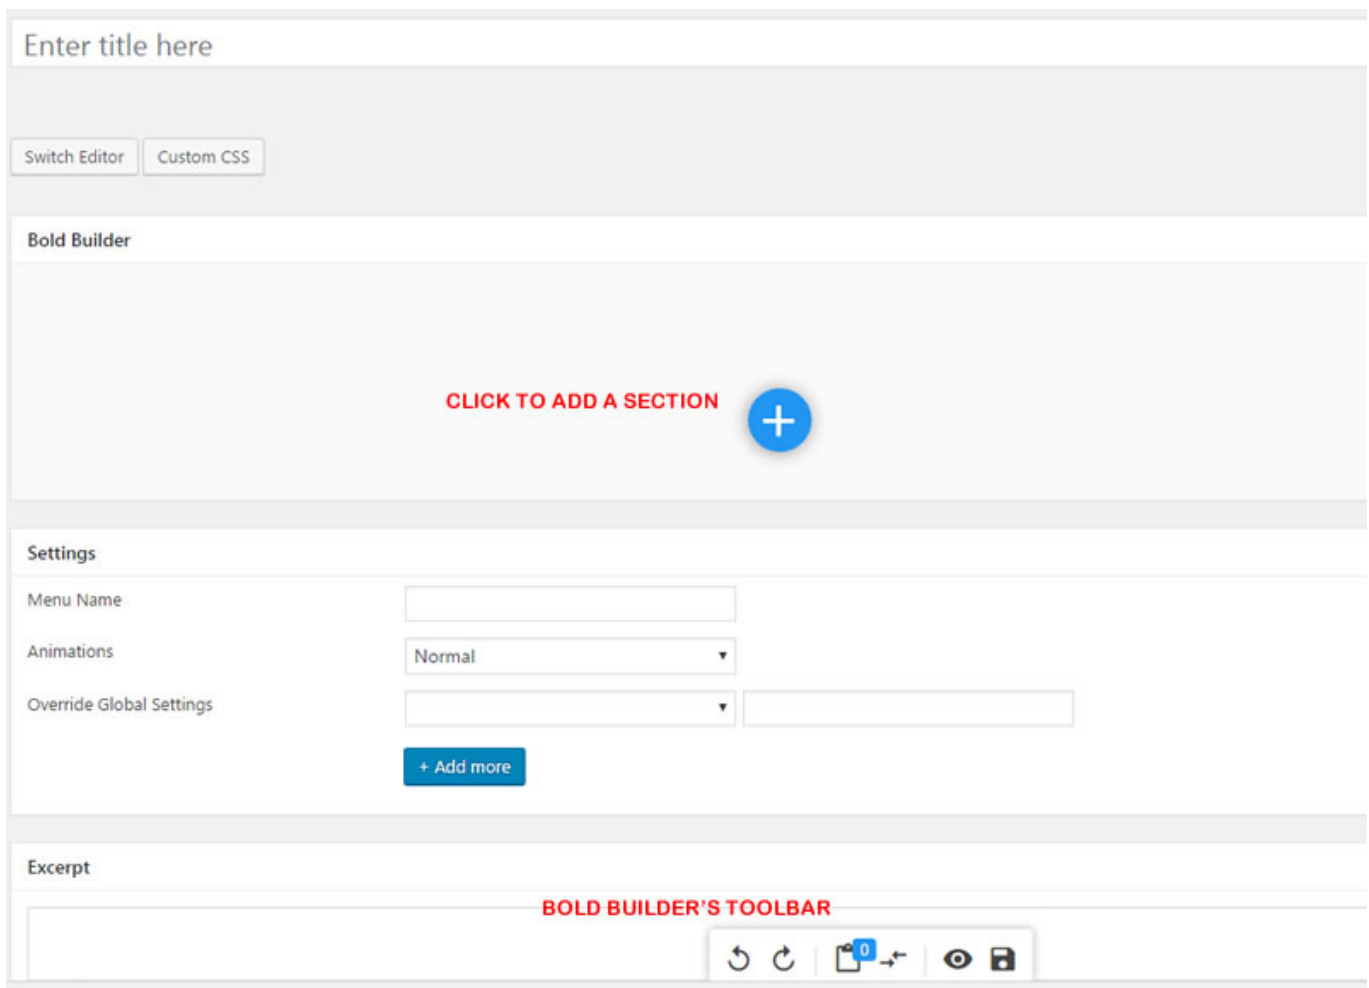 Enter title here
Switch Editor Custom CSS
Bold Builder
CLICK TO ADD A SECTION
Settings
Menu Name
Animations Normal
Override Global Settings
+ Add more
Excerpt
BOLD BUILDER'S TOOLBAR
0